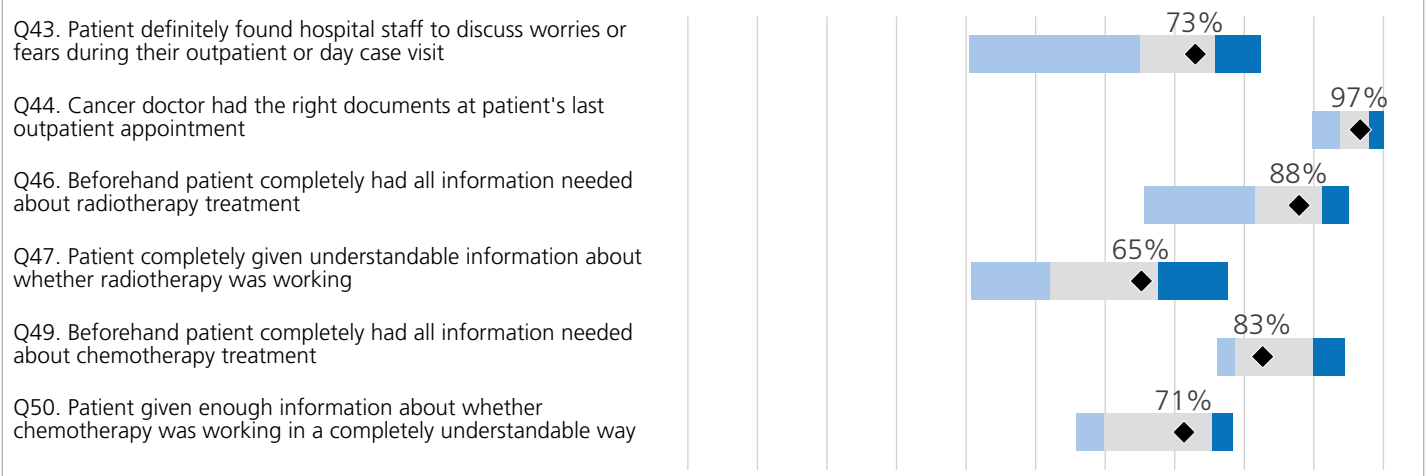 73%
Q43. Patient definitely found hospital staff to discuss worries or
fears during their outpatient or day case visit
97%
Q44. Cancer doctor had the right documents at patient's last
outpatient appointment
88%
Q46. Beforehand patient completely had all information needed
about radiotherapy treatment
65%
Q47. Patient completely given understandable information about
whether radiotherapy was working
83%
Q49. Beforehand patient completely had all information needed
about chemotherapy treatment
71%
Q50. Patient given enough information about whether
chemotherapy was working in a completely understandable way